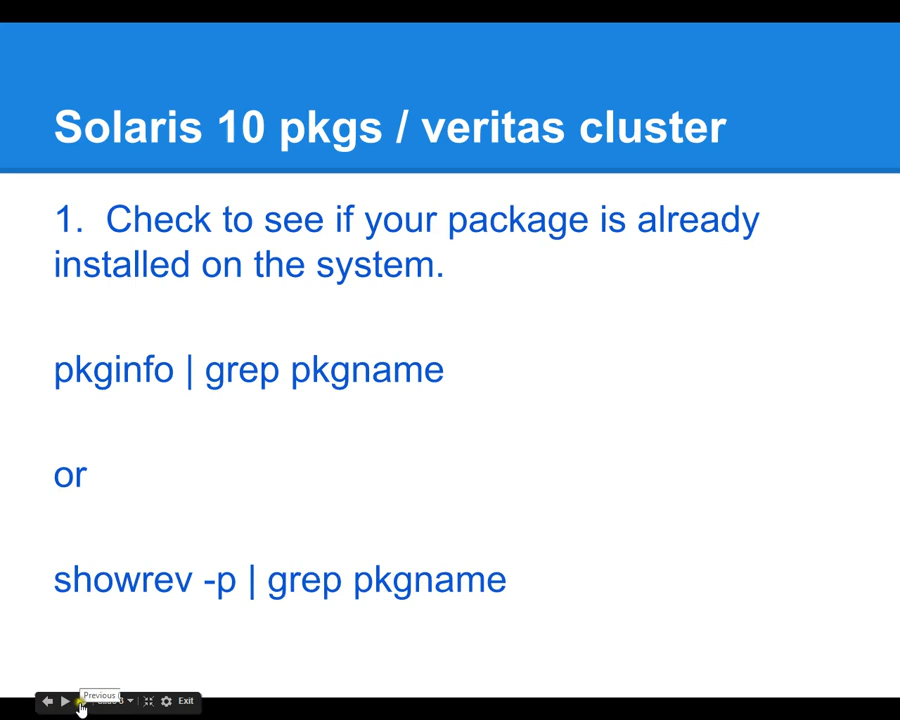 Solaris 10 pkgs / veritas cluster
1. Check to see if your package is already
installed on the system.
pkginfo | grep pkgname
or
showrev -p | grep pkgname
Previous
Exit